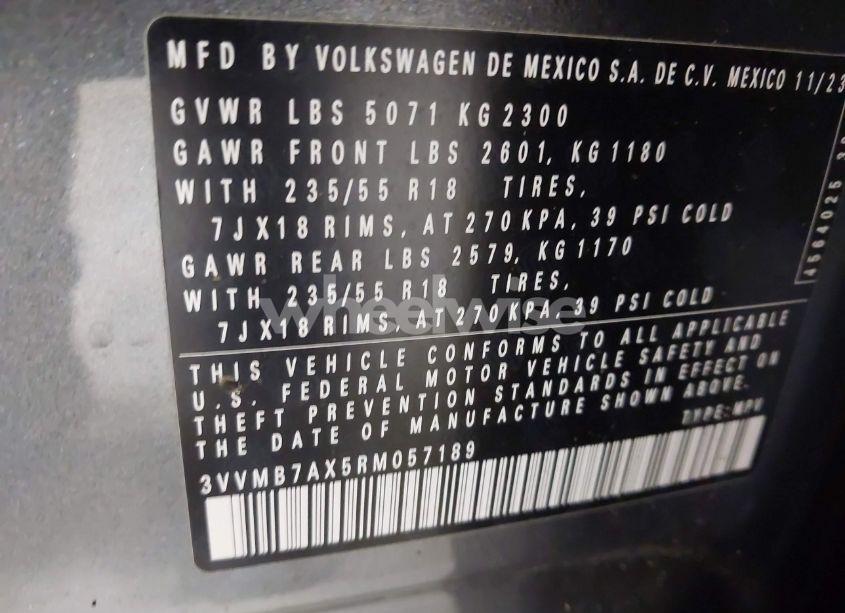 MFD BY VOLKSWAGEN DE MEXICO S.A. DE C.V. MEXICO 11/23
GVWR LBS 5071 KG 2300
GAWR FRONT LBS 2601, KG 1180
WITH 235/55 R18 TIRES,
7JX18 RIMS, AT 270 KPA, 39 PSI COLD
GAWR REAR LBS 2579, KG 1170
WITH 235/55 R18 TIRES,
7JX18 RIMS, AT 270 KPA, 39 PSI COLD
wheelwise
THIS VEHICLE CONFORMS TO ALL APPLICABLE
U.S. FEDERAL MOTOR VEHICLE SAFETY AND
THEFT PREVENTION STANDARDS IN EFFECT ON
THE DATE OF MANUFACTURE SHOWN ABOVE.
TYPE: MPV
3VVMB7AX5RM057189
4564025